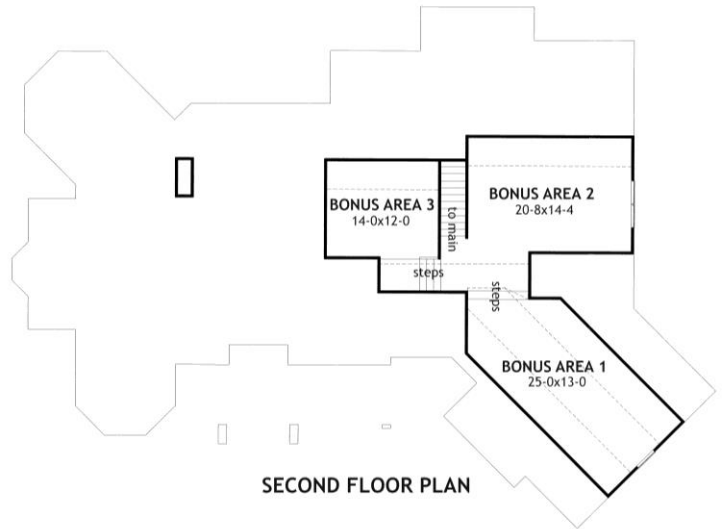 BONUS AREA 3
14-0x12-0
to main
BONUS AREA 2
20-8x14-4
steps
steps
BONUS AREA 1
25-0x13-0
SECOND FLOOR PLAN